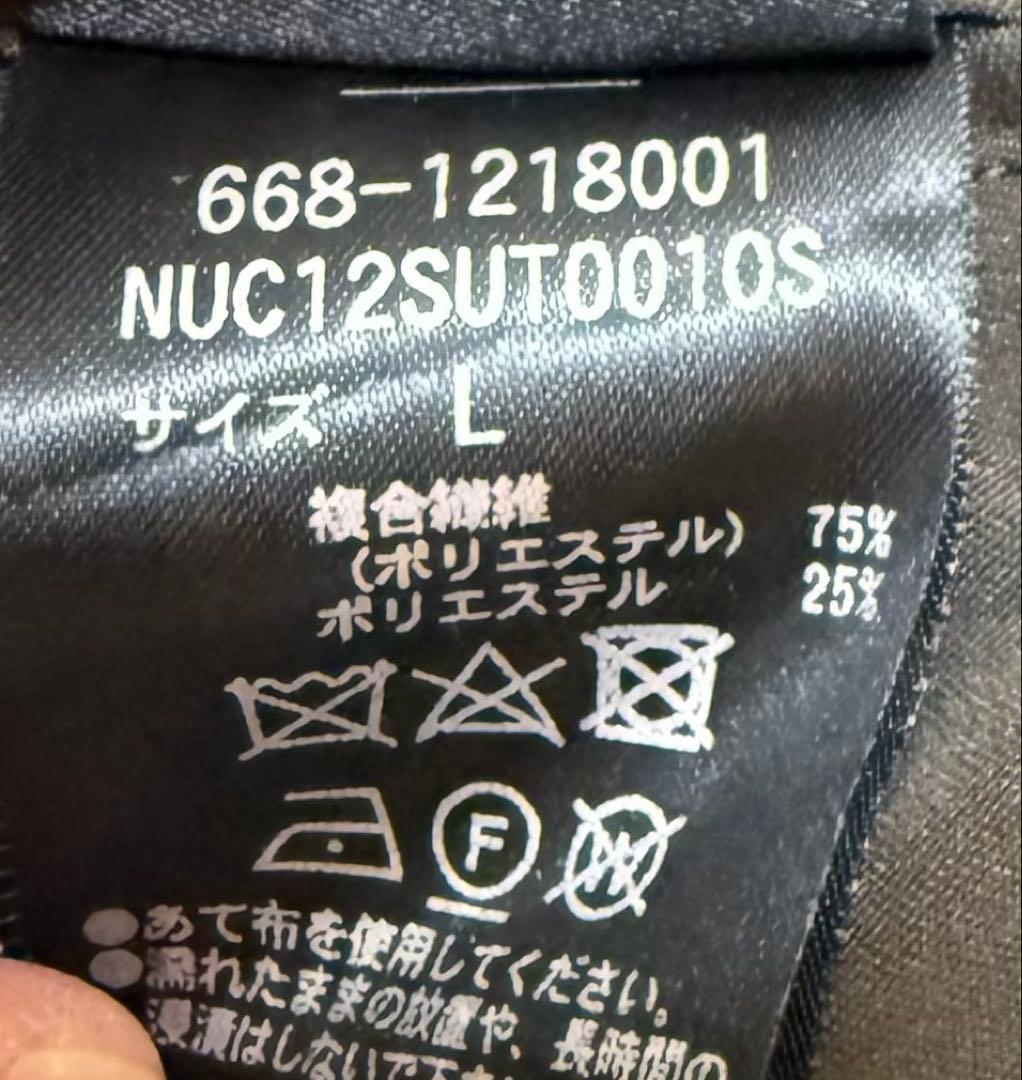 668-1218001
NUC12SUT0010S
サイズ L
複合繊維
(ポリエステル) 75%
ポリエステル 25%
F
W
●あて布を使用してください。
●濡れたままの放置や、長時間の
浸漬はしないで下さい